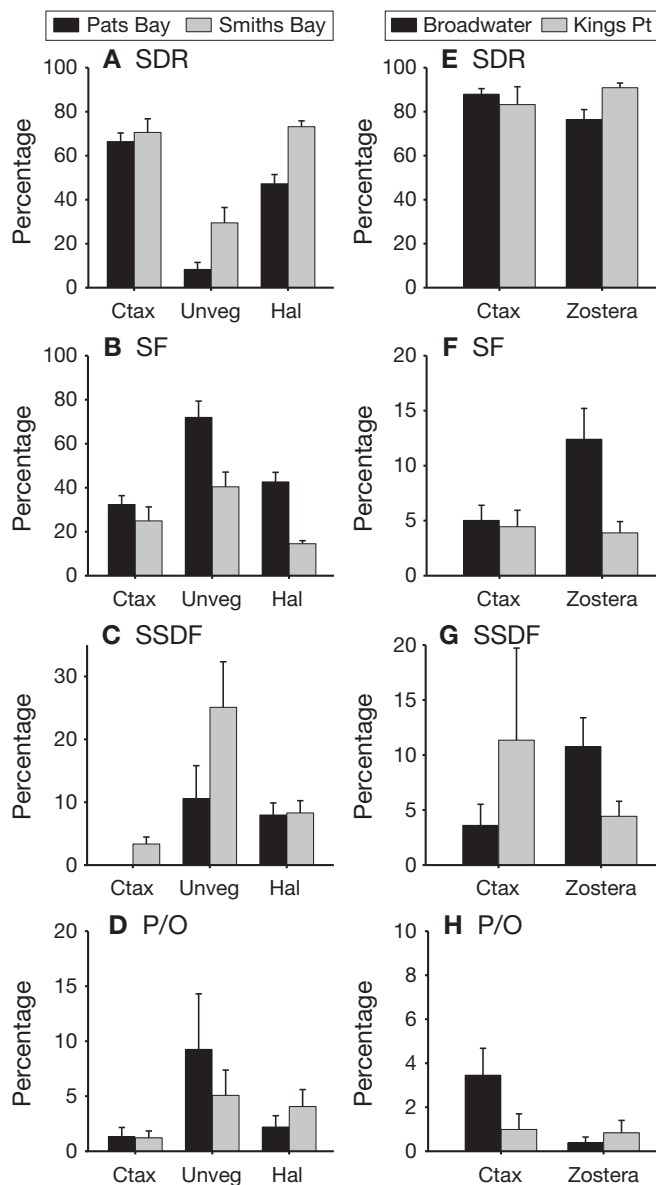 Pats Bay Smiths Bay
A SDR
100
80
60
40
20
0
Percentage
Ctax Unveg Hal
B SF
100
80
60
40
20
0
Percentage
Ctax Unveg Hal
C SSDF
30
20
10
0
Percentage
Ctax Unveg Hal
D P/O
20
15
10
5
0
Percentage
Ctax Unveg Hal
Broadwater Kings Pt
E SDR
100
80
60
40
20
0
Percentage
Ctax Zostera
F SF
20
15
10
5
0
Percentage
Ctax Zostera
G SSDF
20
15
10
5
0
Percentage
Ctax Zostera
H P/O
10
8
6
4
2
0
Percentage
Ctax Zostera